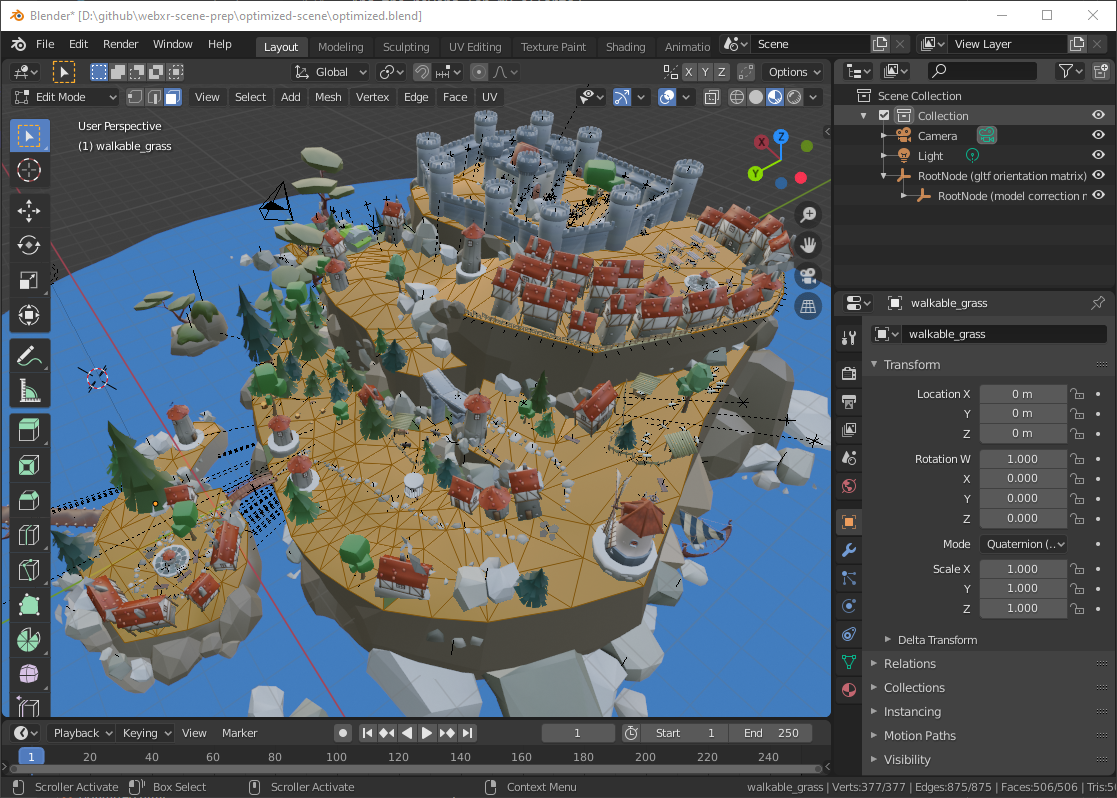 Blender* [D:\github\webxr-scene-prep\optimized-scene\optimized.blend]
File Edit Render Window Help Layout Modeling Sculpting UV Editing Texture Paint Shading Animatio Scene View Layer
Global X Y Z Options
Edit Mode View Select Add Mesh Vertex Edge Face UV
User Perspective
(1) walkable_grass
Z
X
Y
Scene Collection
Collection
Camera
Light
RootNode (gltf orientation matrix)
RootNode (model correction r
walkable_grass
walkable_grass
Transform
Location X 0 m
Y 0 m
Z 0 m
Rotation W 1.000
X 0.000
Y 0.000
Z 0.000
Mode Quaternion (..
Scale X 1.000
Y 1.000
Z 1.000
Delta Transform
Relations
Collections
Instancing
Motion Paths
Visibility
Playback Keying View Marker 1 Start 1 End 250
1 20 40 60 80 100 120 140 160 180 200 220 240
Scroller Activate Box Select Scroller Activate Context Menu walkable_grass | Verts:377/377 | Edges:875/875 | Faces:506/506 | Tris:5